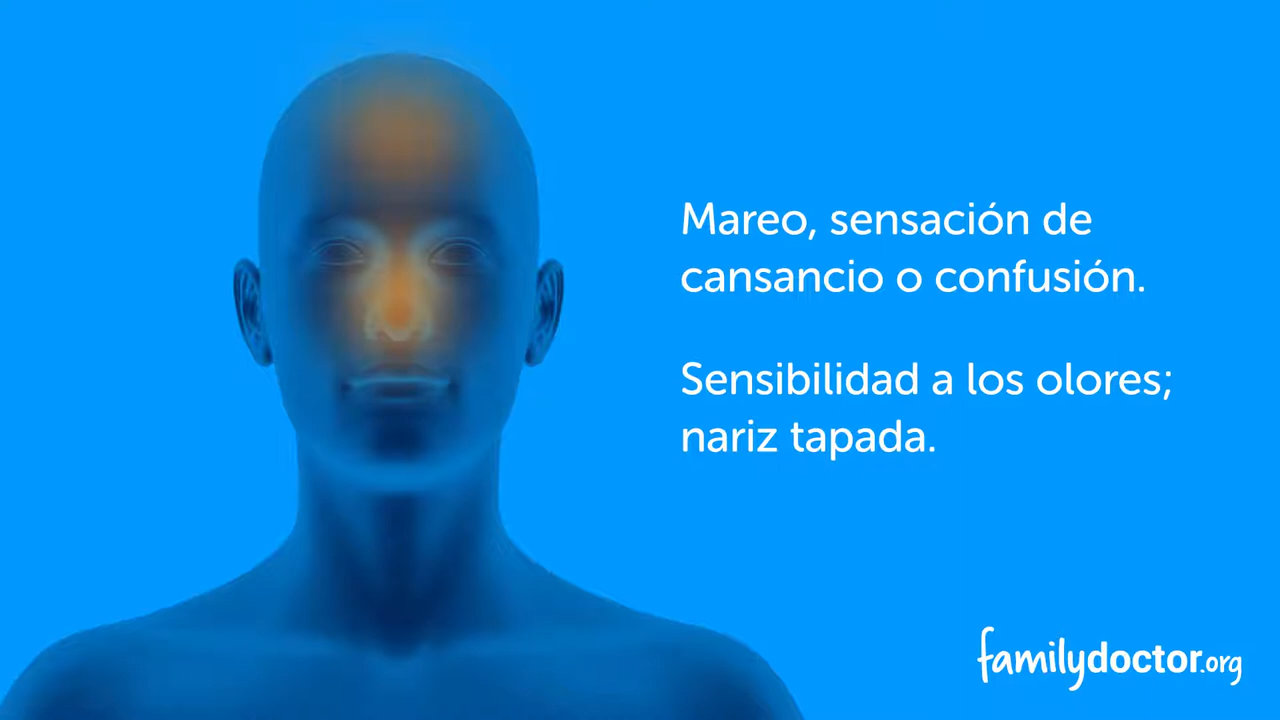 Mareo, sensación de
cansancio o confusión.
Sensibilidad a los olores;
nariz tapada.
familydoctor.org